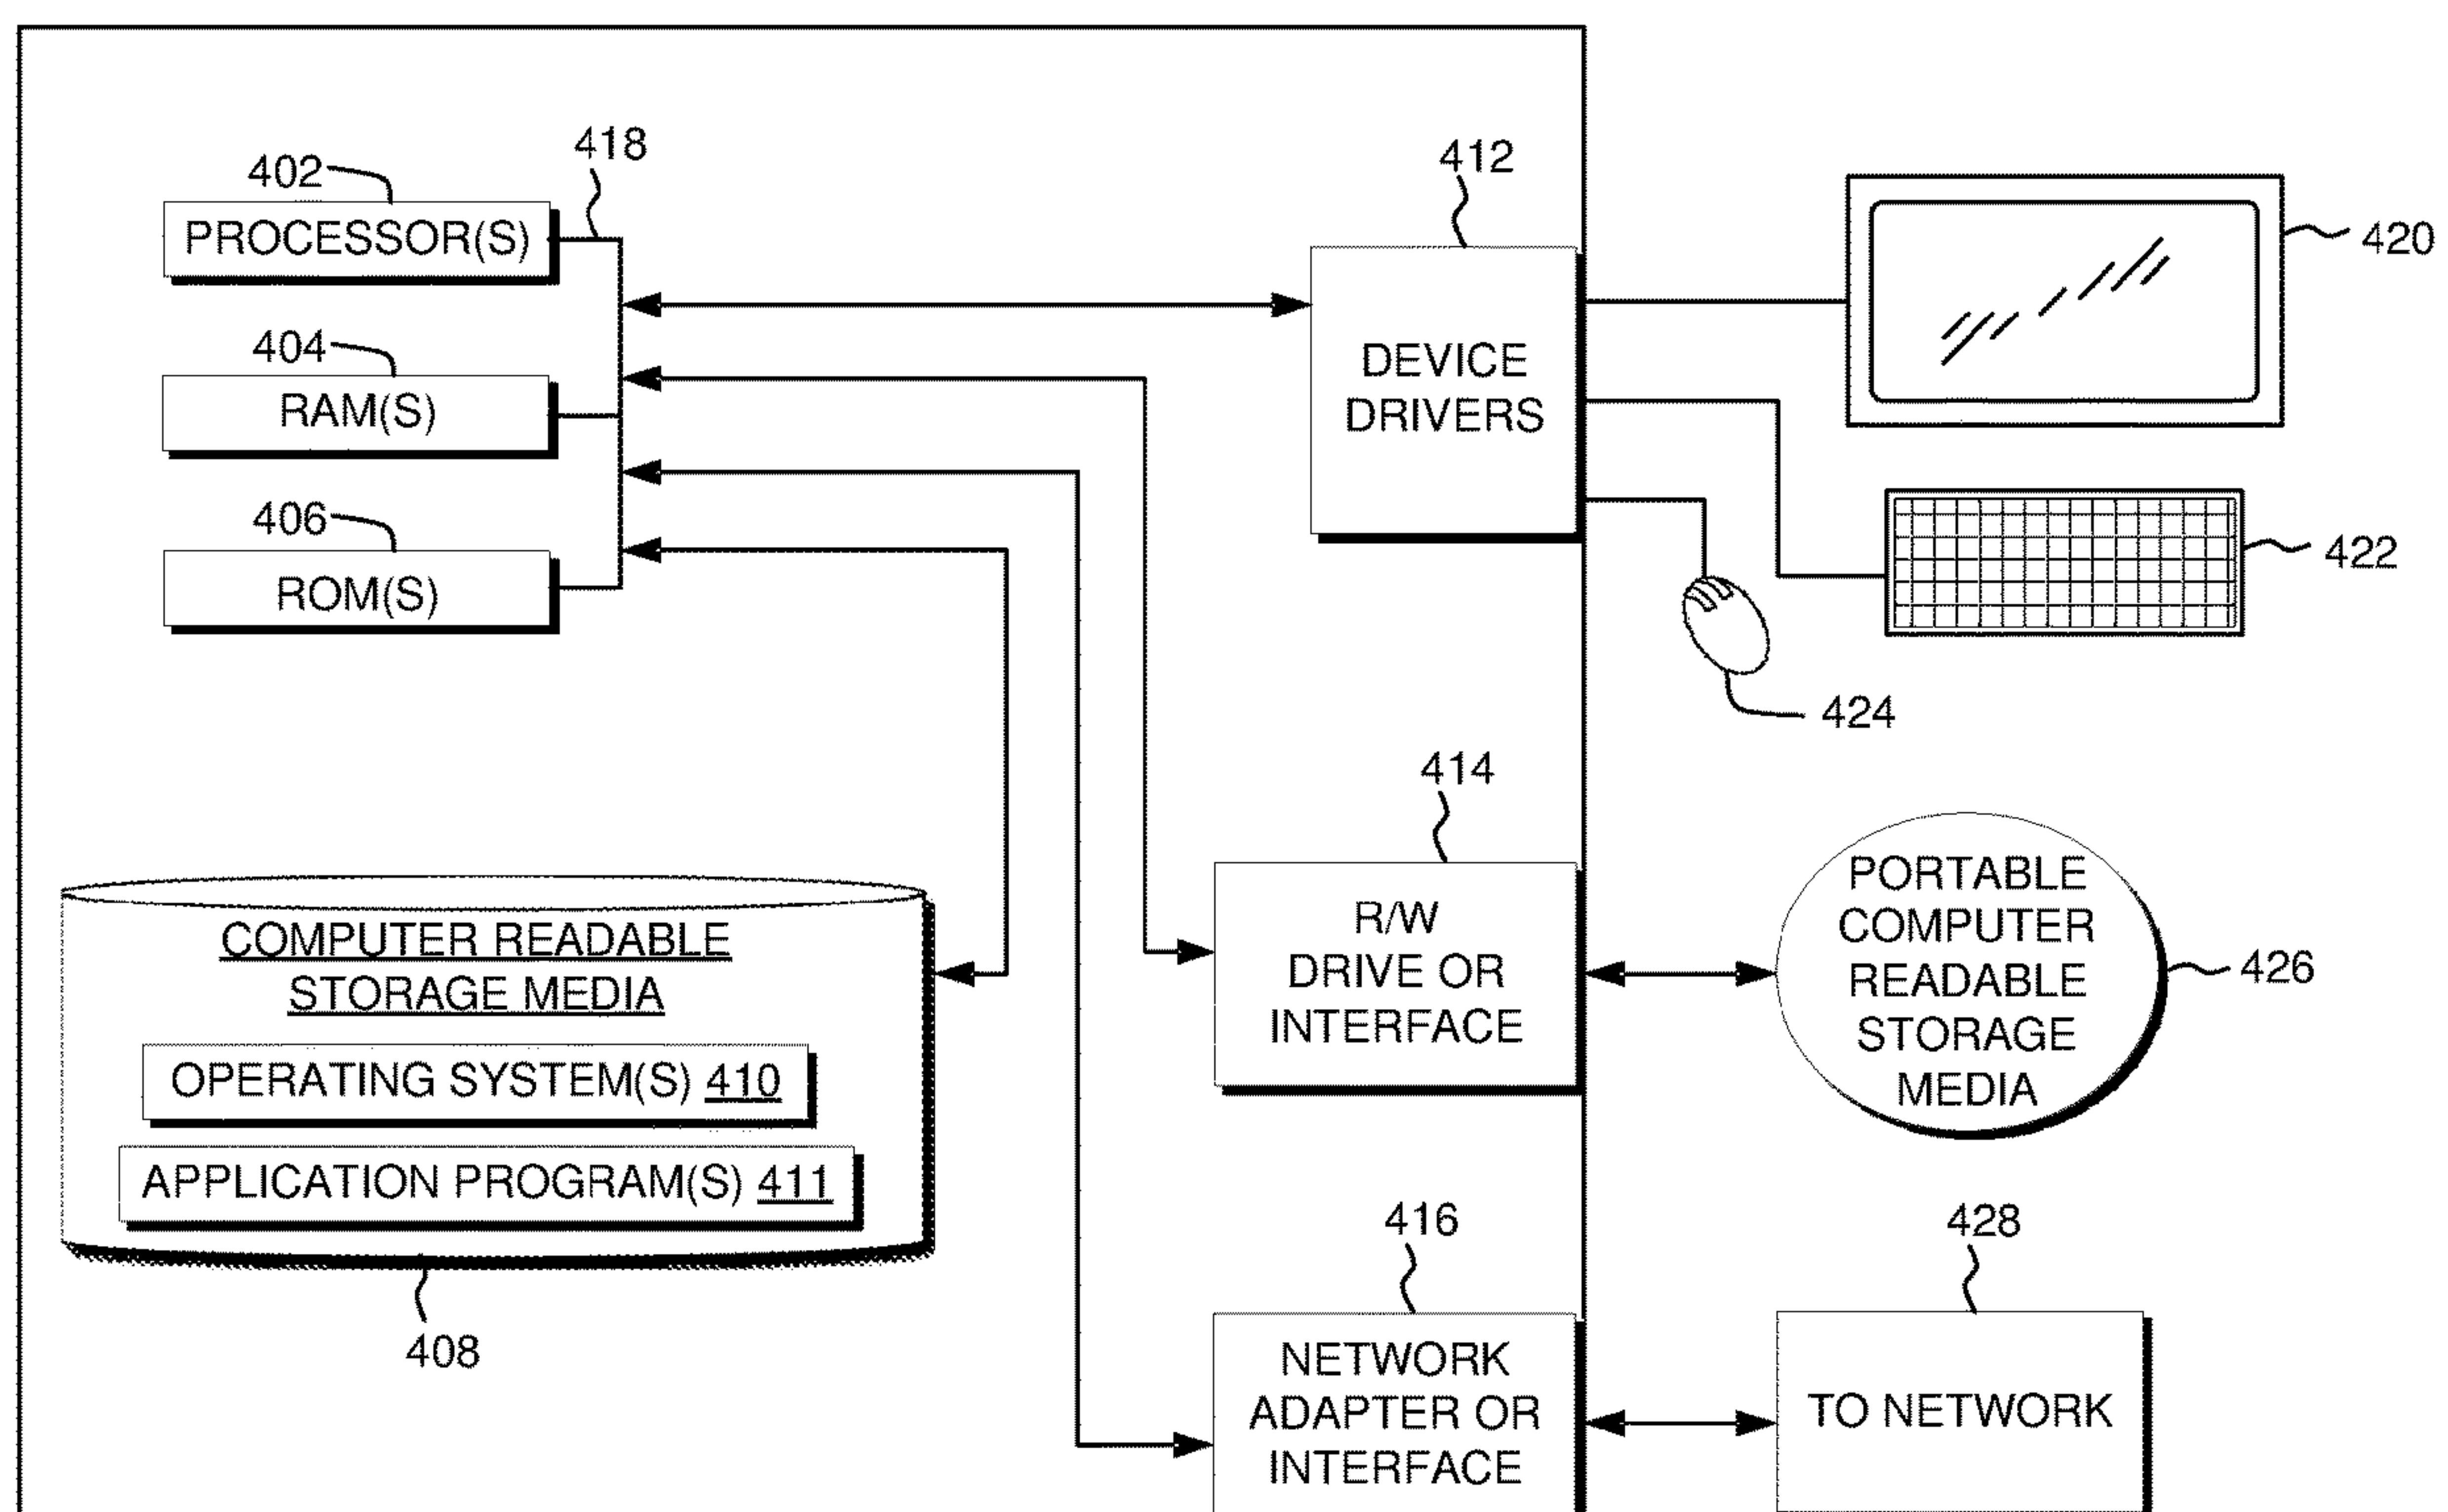 418
402
PROCESSOR(S)
404
RAM(S)
406
ROM(S)
412
DEVICE
DRIVERS
420
422
424
414
R/W
DRIVE OR
INTERFACE
PORTABLE
COMPUTER
READABLE
STORAGE
MEDIA
426
COMPUTER READABLE
STORAGE MEDIA
OPERATING SYSTEM(S) 410
APPLICATION PROGRAM(S) 411
408
416
NETWORK
ADAPTER OR
INTERFACE
428
TO NETWORK